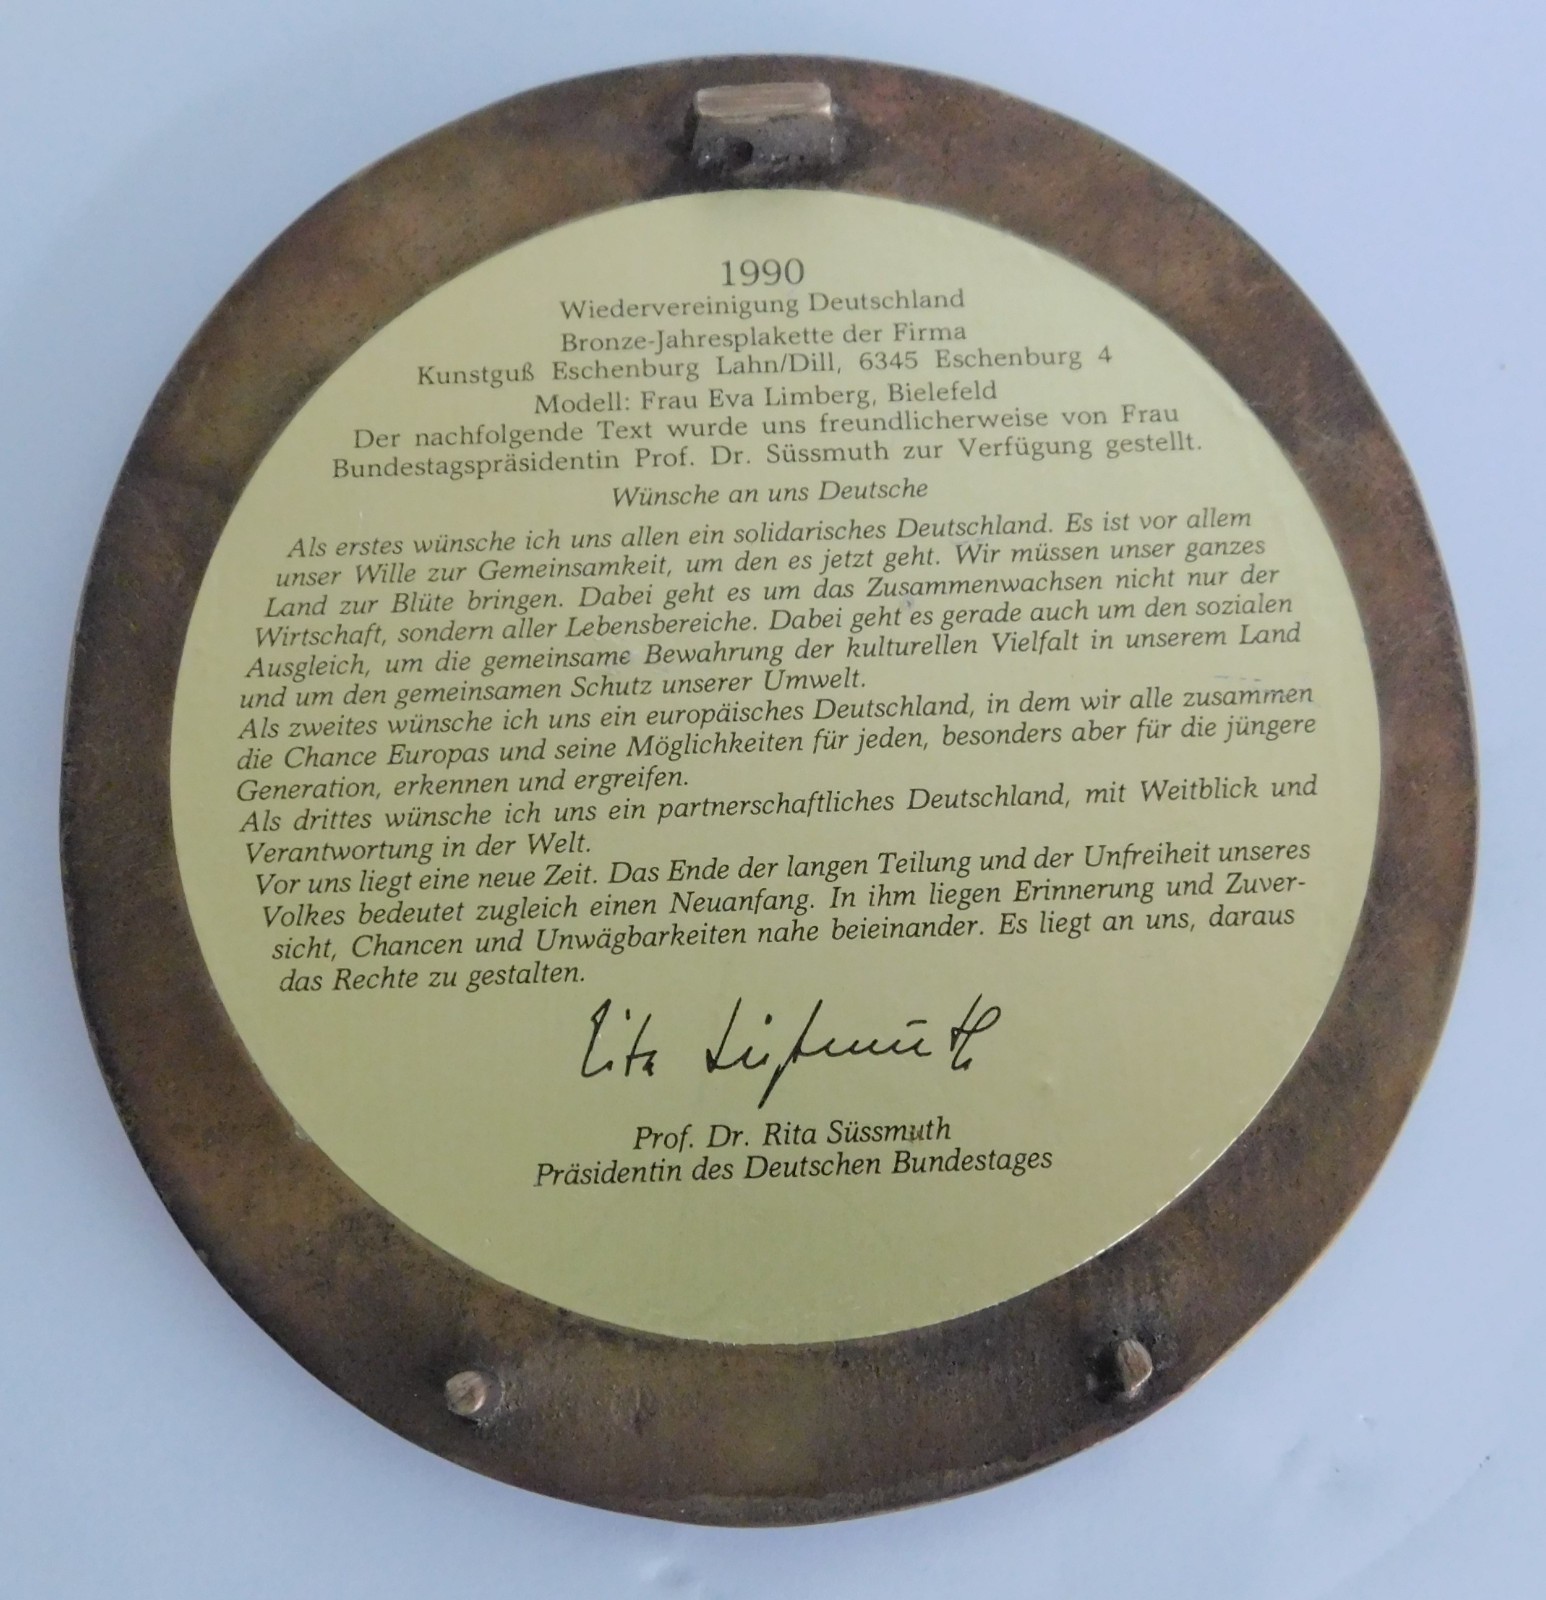 1990
Wiedervereinigung Deutschland
Bronze-Jahresplakette der Firma
Kunstguß Eschenburg Lahn/Dill, 6345 Eschenburg 4
Modell: Frau Eva Limberg, Bielefeld
Der nachfolgende Text wurde uns freundlicherweise von Frau
Bundestagspräsidentin Prof. Dr. Süssmuth zur Verfügung gestellt.
Wünsche an uns Deutsche
Als erstes wünsche ich uns allen ein solidarisches Deutschland. Es ist vor allem
unser Wille zur Gemeinsamkeit, um den es jetzt geht. Wir müssen unser ganzes
Land zur Blüte bringen. Dabei geht es um das Zusammenwachsen nicht nur der
Wirtschaft, sondern aller Lebensbereiche. Dabei geht es gerade auch um den sozialen
Ausgleich, um die gemeinsame Bewahrung der kulturellen Vielfalt in unserem Land
und um den gemeinsamen Schutz unserer Umwelt.
Als zweites wünsche ich uns ein europäisches Deutschland, in dem wir alle zusammen
die Chance Europas und seine Möglichkeiten für jeden, besonders aber für die jüngere
Generation, erkennen und ergreifen.
Als drittes wünsche ich uns ein partnerschaftliches Deutschland, mit Weitblick und
Verantwortung in der Welt.
Vor uns liegt eine neue Zeit. Das Ende der langen Teilung und der Unfreiheit unseres
Volkes bedeutet zugleich einen Neuanfang. In ihm liegen Erinnerung und Zuver-
sicht, Chancen und Unwägbarkeiten nahe beieinander. Es liegt an uns, daraus
das Rechte zu gestalten.
Rita Süßmuth
Prof. Dr. Rita Süssmuth
Präsidentin des Deutschen Bundestages